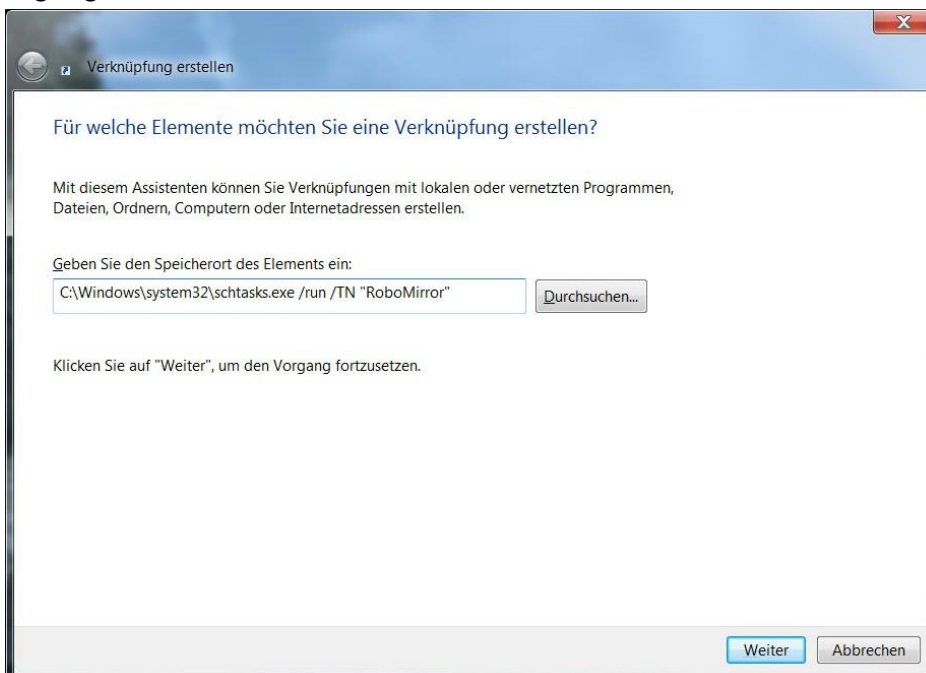 Verknüpfung erstellen
Für welche Elemente möchten Sie eine Verknüpfung erstellen?
Mit diesem Assistenten können Sie Verknüpfungen mit lokalen oder vernetzten Programmen,
Dateien, Ordnern, Computern oder Internetadressen erstellen.
Geben Sie den Speicherort des Elements ein:
C:\Windows\system32\schtasks.exe /run /TN "RoboMirror"
Durchsuchen...
Klicken Sie auf "Weiter", um den Vorgang fortzusetzen.
Weiter Abbrechen